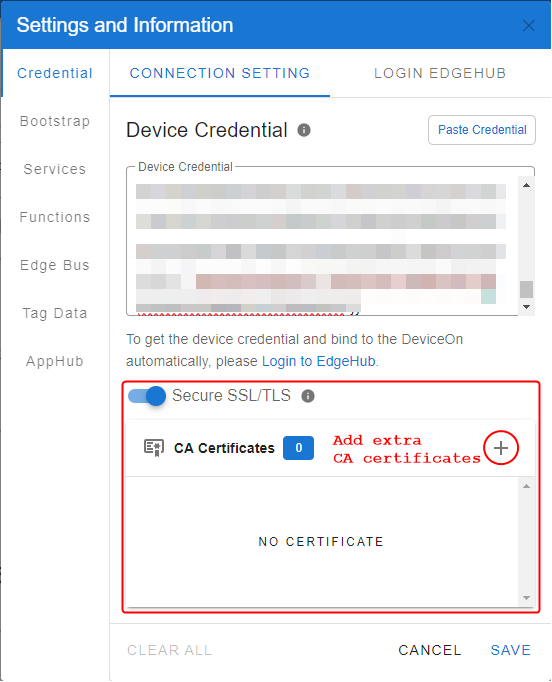 Settings and Information
Credential
Bootstrap
Services
Functions
Edge Bus
Tag Data
AppHub
CONNECTION SETTING
LOGIN EDGEHUB
Device Credential
Paste Credential
Device Credential
To get the device credential and bind to the DeviceOn
automatically, please Login to EdgeHub.
Secure SSL/TLS
CA Certificates 0
Add extra
CA certificates
NO CERTIFICATE
CLEAR ALL
CANCEL
SAVE